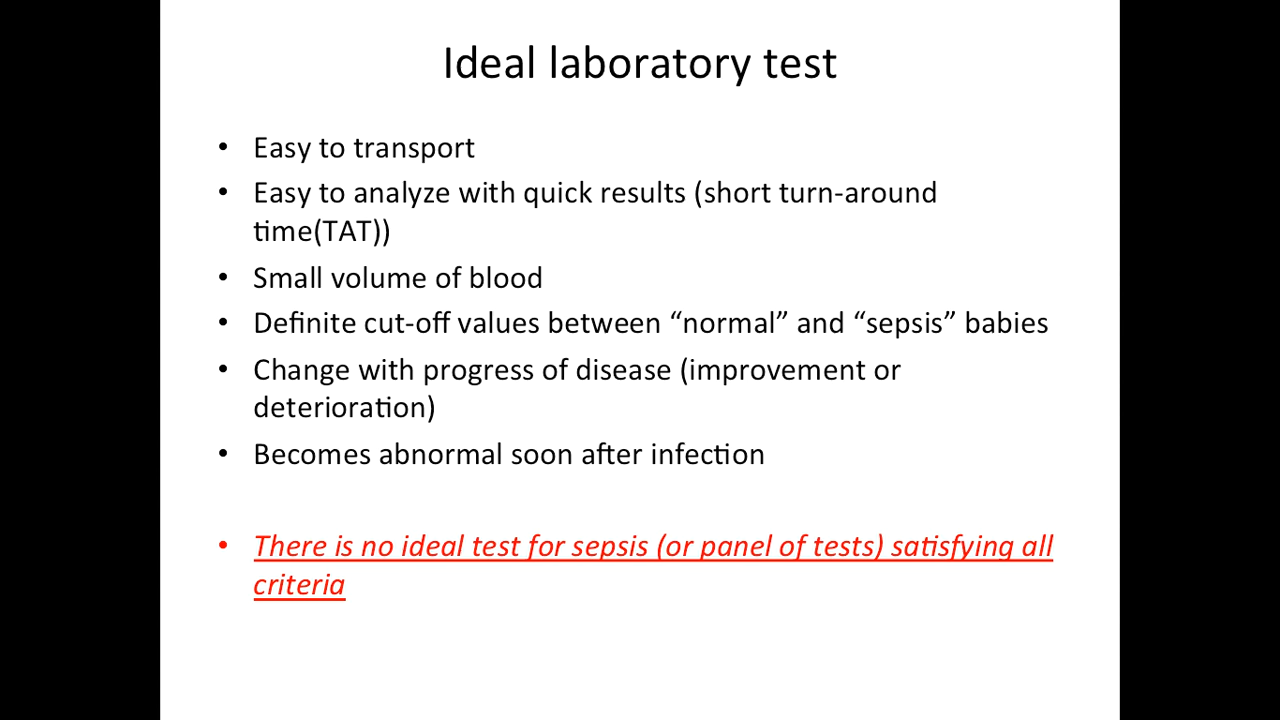 Ideal laboratory test
• Easy to transport
• Easy to analyze with quick results (short turn-around
time(TAT))
• Small volume of blood
• Definite cut-off values between “normal” and “sepsis” babies
• Change with progress of disease (improvement or
deterioration)
• Becomes abnormal soon after infection
• There is no ideal test for sepsis (or panel of tests) satisfying all
criteria